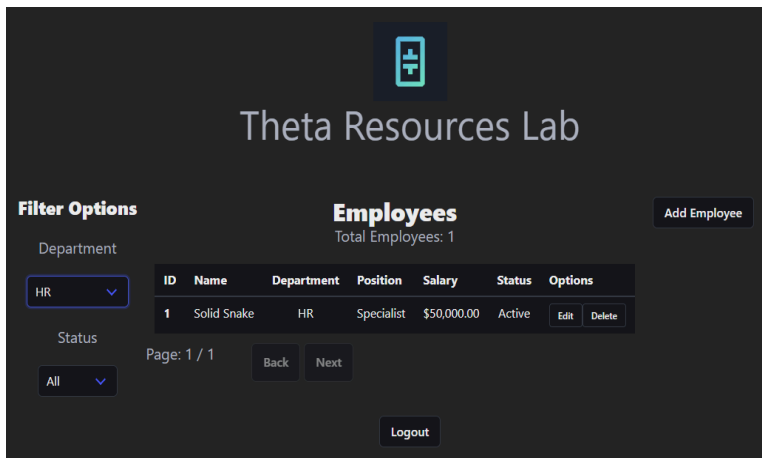 Theta Resources Lab
Filter Options
Department
HR
Status
All
Employees
Total Employees: 1
Add Employee
ID Name Department Position Salary Status Options
1 Solid Snake HR Specialist $50,000.00 Active Edit Delete
Page: 1 / 1 Back Next
Logout